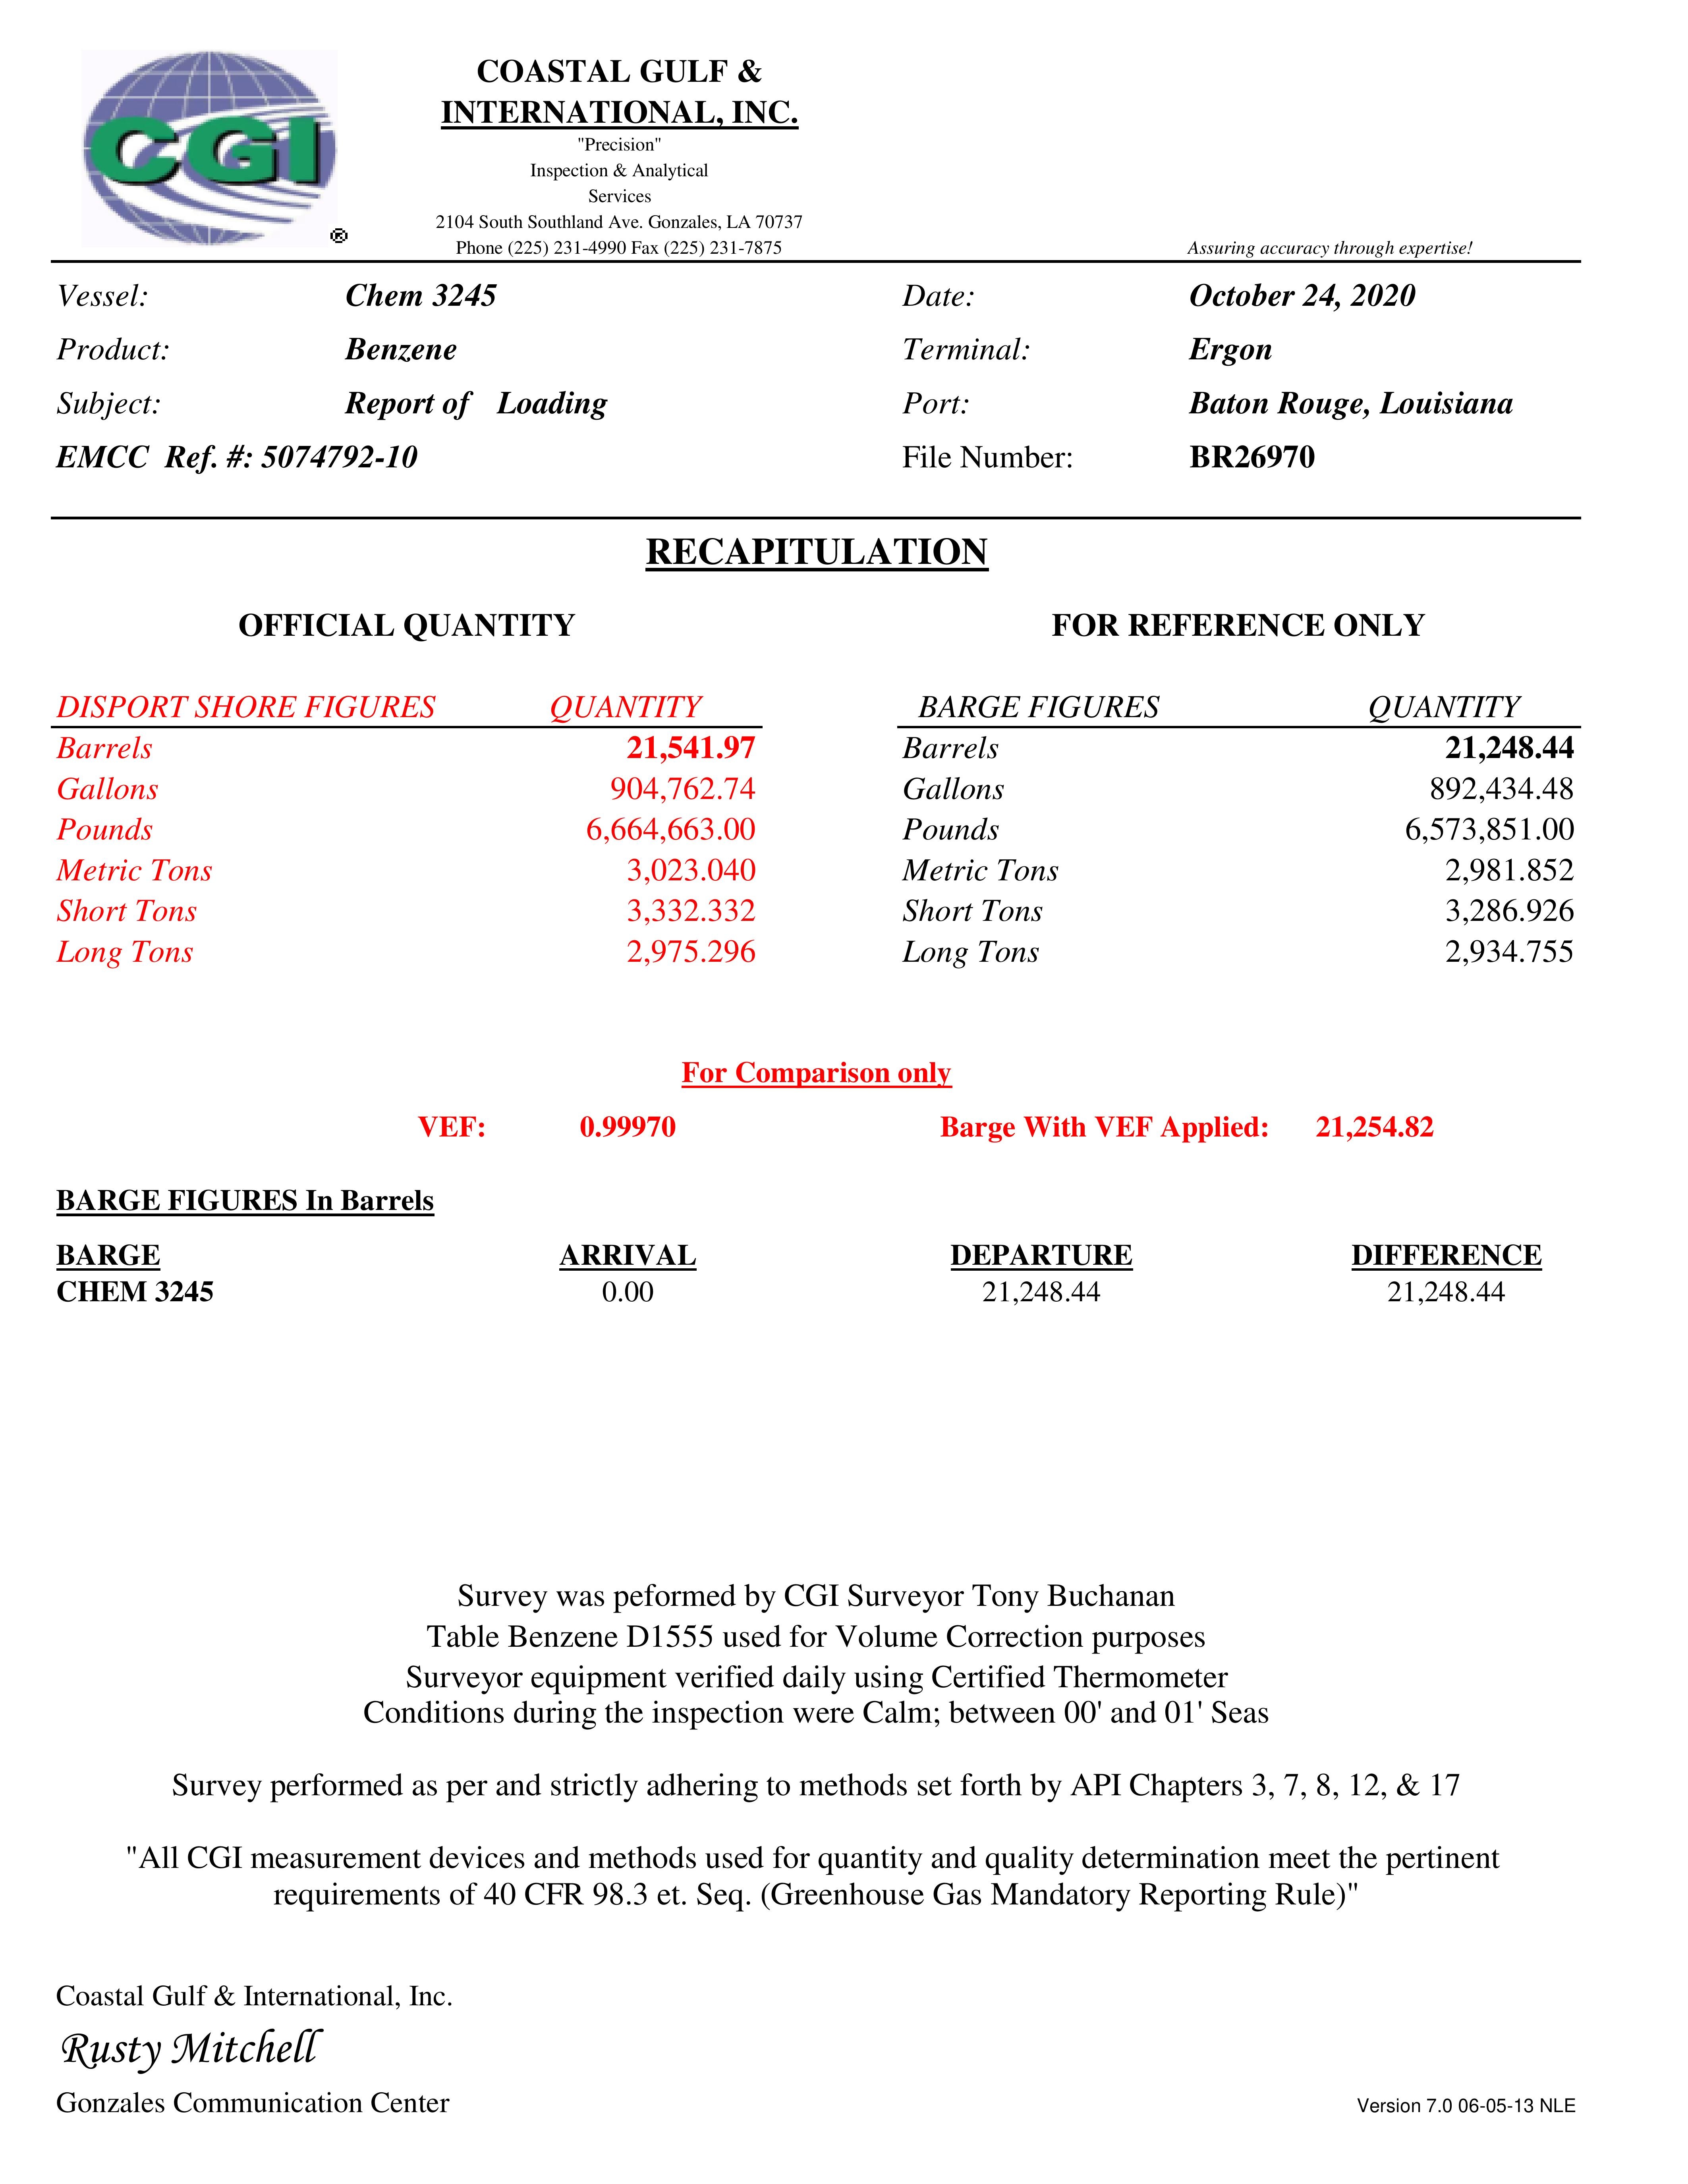 CGI
®
COASTAL GULF &
INTERNATIONAL, INC.
"Precision"
Inspection & Analytical
Services
2104 South Southland Ave. Gonzales, LA 70737
Phone (225) 231-4990 Fax (225) 231-7875
Assuring accuracy through expertise!
Vessel: Chem 3245 Date: October 24, 2020
Product: Benzene Terminal: Ergon
Subject: Report of Loading Port: Baton Rouge, Louisiana
EMCC Ref. #: 5074792-10 File Number: BR26970
RECAPITULATION
OFFICIAL QUANTITY FOR REFERENCE ONLY
DISPORT SHORE FIGURES QUANTITY BARGE FIGURES QUANTITY
Barrels 21,541.97 Barrels 21,248.44
Gallons 904,762.74 Gallons 892,434.48
Pounds 6,664,663.00 Pounds 6,573,851.00
Metric Tons 3,023.040 Metric Tons 2,981.852
Short Tons 3,332.332 Short Tons 3,286.926
Long Tons 2,975.296 Long Tons 2,934.755
For Comparison only
VEF: 0.99970 Barge With VEF Applied: 21,254.82
BARGE FIGURES In Barrels
BARGE ARRIVAL DEPARTURE DIFFERENCE
CHEM 3245 0.00 21,248.44 21,248.44
Survey was peformed by CGI Surveyor Tony Buchanan
Table Benzene D1555 used for Volume Correction purposes
Surveyor equipment verified daily using Certified Thermometer
Conditions during the inspection were Calm; between 00' and 01' Seas
Survey performed as per and strictly adhering to methods set forth by API Chapters 3, 7, 8, 12, & 17
"All CGI measurement devices and methods used for quantity and quality determination meet the pertinent
requirements of 40 CFR 98.3 et. Seq. (Greenhouse Gas Mandatory Reporting Rule)"
Coastal Gulf & International, Inc.
Rusty Mitchell
Gonzales Communication Center
Version 7.0 06-05-13 NLE